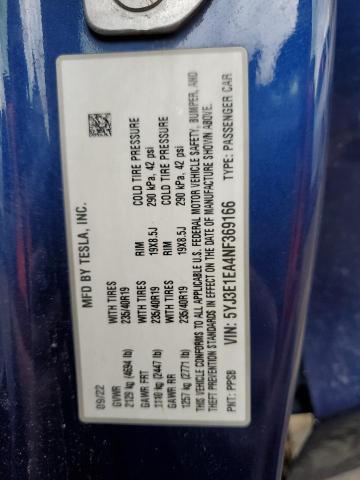 MFD BY TESLA, INC.
09/22
GVWR
2129 kg (4694 lb)
GAWR FRT WITH TIRES RIM COLD TIRE PRESSURE
1110 kg (2447 lb) 235/40R19 19X8.5J 290 kPa, 42 psi
GAWR RR WITH TIRES RIM COLD TIRE PRESSURE
1257 kg (2771 lb) 235/40R19 19X8.5J 290 kPa, 42 psi
THIS VEHICLE CONFORMS TO ALL APPLICABLE U.S. FEDERAL MOTOR VEHICLE SAFETY, BUMPER, AND
THEFT PREVENTION STANDARDS IN EFFECT ON THE DATE OF MANUFACTURE SHOWN ABOVE.
VIN: 5YJ3E1EA4NF369166 TYPE: PASSENGER CAR
PNT: PPSB